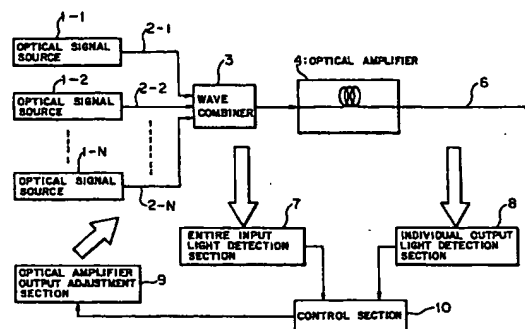 1-1
OPTICAL SIGNAL
SOURCE
2-1
1-2
OPTICAL SIGNAL
SOURCE
2-2
1-N
OPTICAL SIGNAL
SOURCE
2-N
3
WAVE
COMBINER
4:OPTICAL AMPLIFIER
6
7
ENTIRE INPUT
LIGHT DETECTION
SECTION
8
INDIVIDUAL OUTPUT
LIGHT DETECTION
SECTION
OPTICAL AMPLIFIER
OUTPUT ADJUSTMENT
SECTION
9
CONTROL SECTION
10